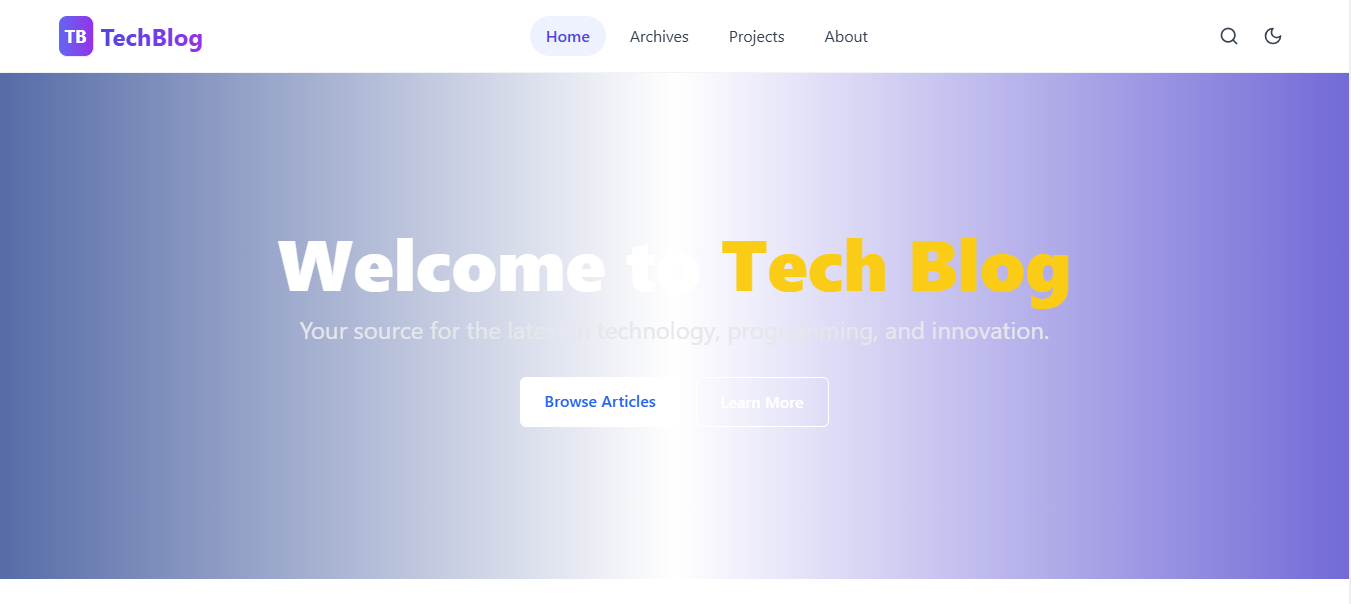 TB TechBlog Home Archives Projects About
Welcome to Tech Blog
Your source for the latest in technology, programming, and innovation.
Browse Articles Learn More